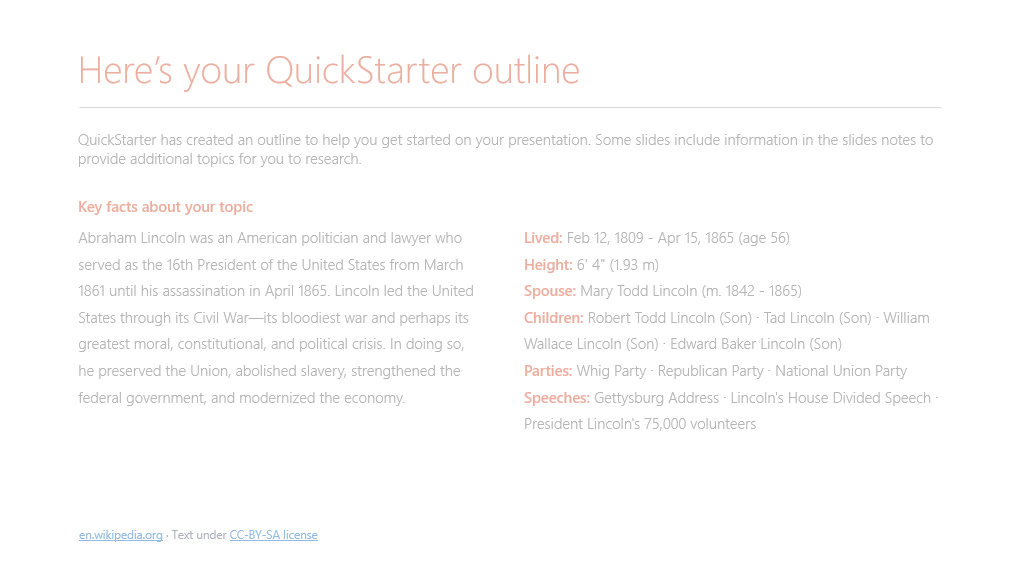 Here’s your QuickStarter outline
QuickStarter has created an outline to help you get started on your presentation. Some slides include information in the slides notes to
provide additional topics for you to research.
Key facts about your topic
Abraham Lincoln was an American politician and lawyer who
served as the 16th President of the United States from March
1861 until his assassination in April 1865. Lincoln led the United
States through its Civil War—its bloodiest war and perhaps its
greatest moral, constitutional, and political crisis. In doing so,
he preserved the Union, abolished slavery, strengthened the
federal government, and modernized the economy.
Lived: Feb 12, 1809 - Apr 15, 1865 (age 56)
Height: 6' 4" (1.93 m)
Spouse: Mary Todd Lincoln (m. 1842 - 1865)
Children: Robert Todd Lincoln (Son) · Tad Lincoln (Son) · William
Wallace Lincoln (Son) · Edward Baker Lincoln (Son)
Parties: Whig Party · Republican Party · National Union Party
Speeches: Gettysburg Address · Lincoln's House Divided Speech ·
President Lincoln's 75,000 volunteers
en.wikipedia.org · Text under CC-BY-SA license